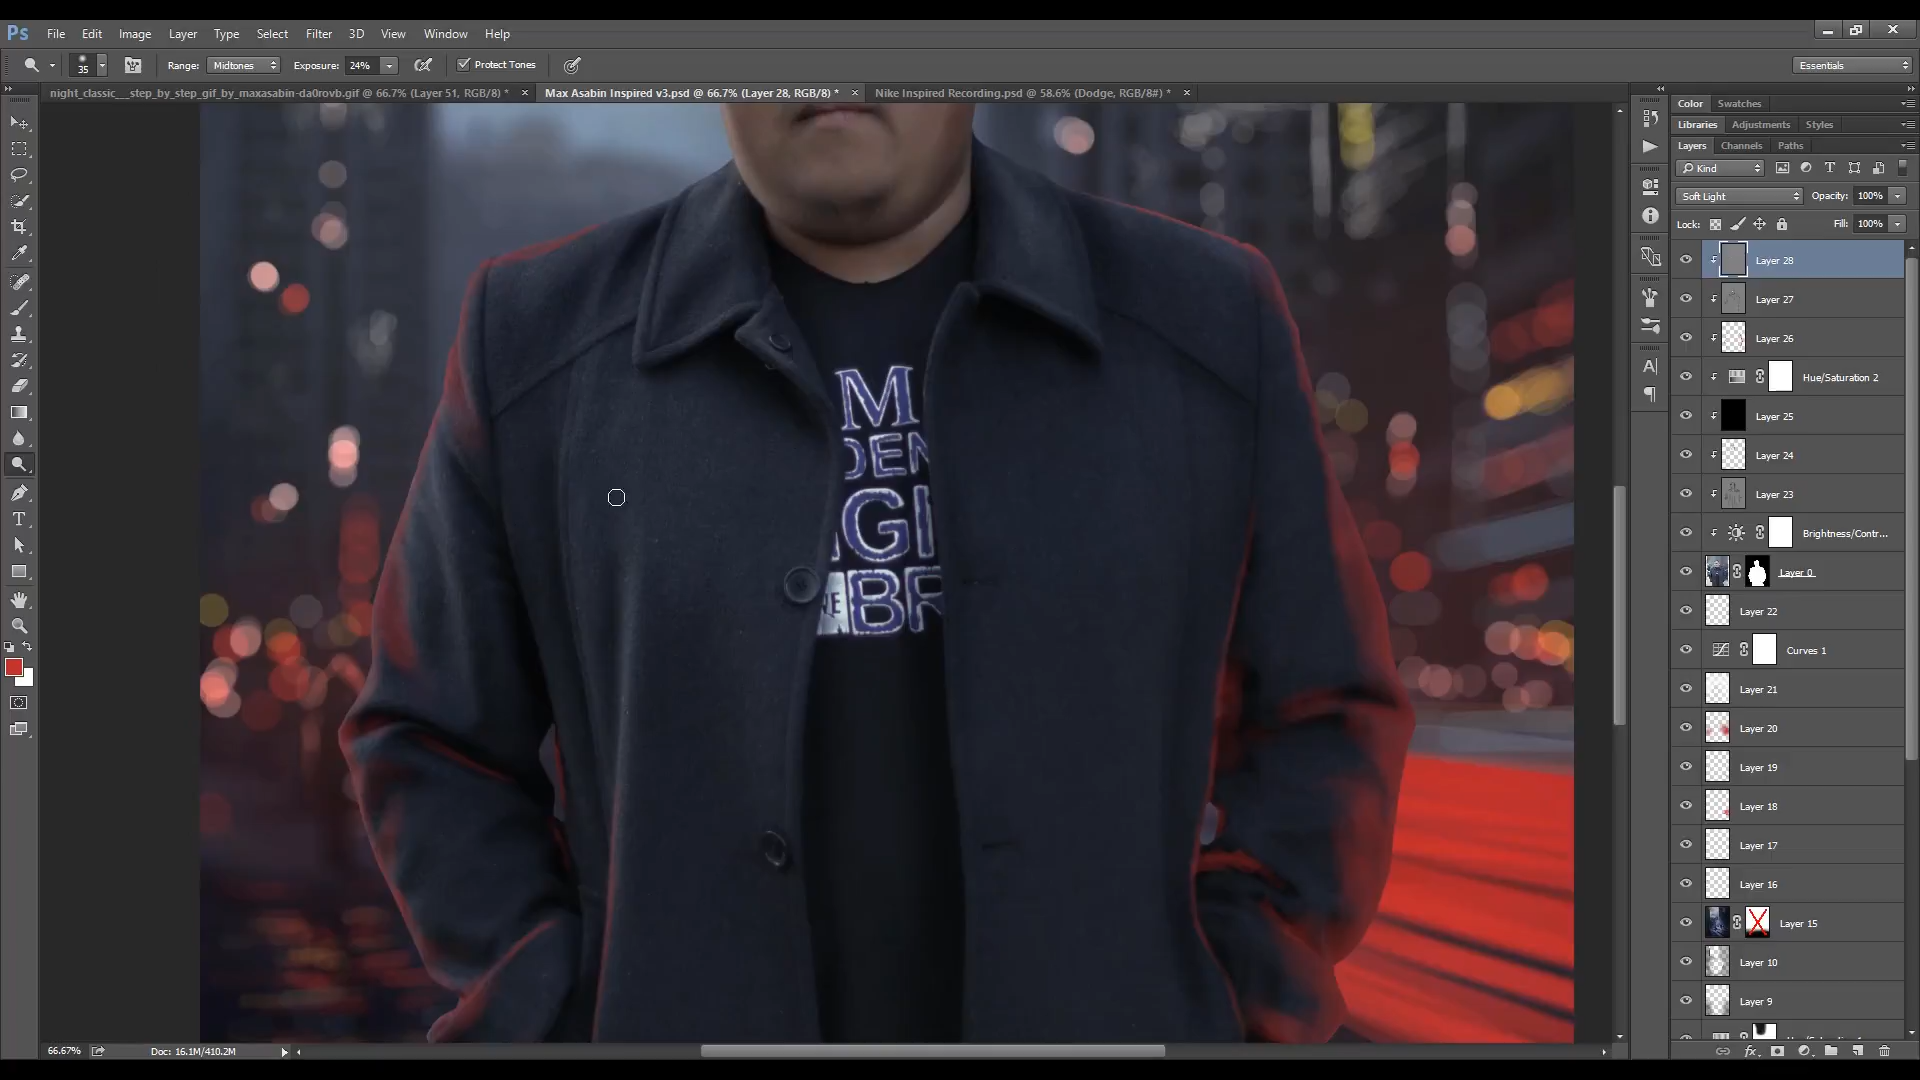 Ps File Edit Image Layer Type Select Filter 3D View Window Help
35 Range: Midtones Exposure: 24% Protect Tones Essentials
night_classic___step_by_step_gif_by_maxasabin-da0rovb.gif @ 66.7% (Layer 51, RGB/8) * × Max Asabin Inspired v3.psd @ 66.7% (Layer 28, RGB/8) * × Nike Inspired Recording.psd @ 58.6% (Dodge, RGB/8#) * ×
Color Swatches
Libraries Adjustments Styles
Layers Channels Paths
Kind
Soft Light Opacity: 100%
Lock: Fill: 100%
Layer 28
Layer 27
Layer 26
Hue/Saturation 2
Layer 25
Layer 24
Layer 23
Brightness/Contr...
Layer 0
Layer 22
Curves 1
Layer 21
Layer 20
Layer 19
Layer 18
Layer 17
Layer 16
Layer 15
Layer 10
Layer 9
M
DEN
GI
NE BR
66.67% Doc: 16.1M/410.2M